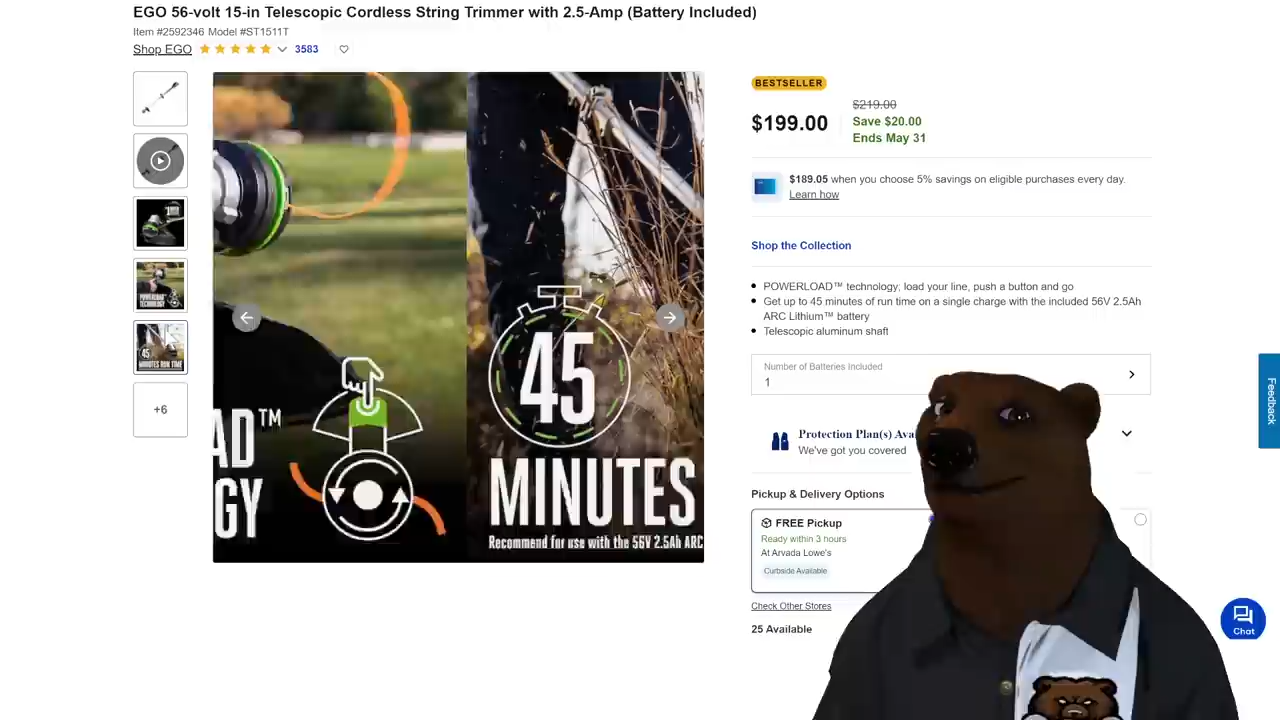 EGO 56-volt 15-in Telescopic Cordless String Trimmer with 2.5-Amp (Battery Included)
Item #2592346 Model #ST1511T
Shop EGO
3583
+6
AD™
GY
45
MINUTES
Recommend for use with the 56V 2.5Ah ARC
45
MINUTES RUN TIME
BESTSELLER
$219.00
$199.00
Save $20.00
Ends May 31
$189.05 when you choose 5% savings on eligible purchases every day.
Learn how
Shop the Collection
POWERLOAD™ technology; load your line, push a button and go
Get up to 45 minutes of run time on a single charge with the included 56V 2.5Ah
ARC Lithium™ battery
Telescopic aluminum shaft
Number of Batteries Included
1
Protection Plan(s) Ava
We've got you covered
Pickup & Delivery Options
FREE Pickup
Ready within 3 hours
At Arvada Lowe's
Curbside Available
Check Other Stores
25 Available
Feedback
Chat